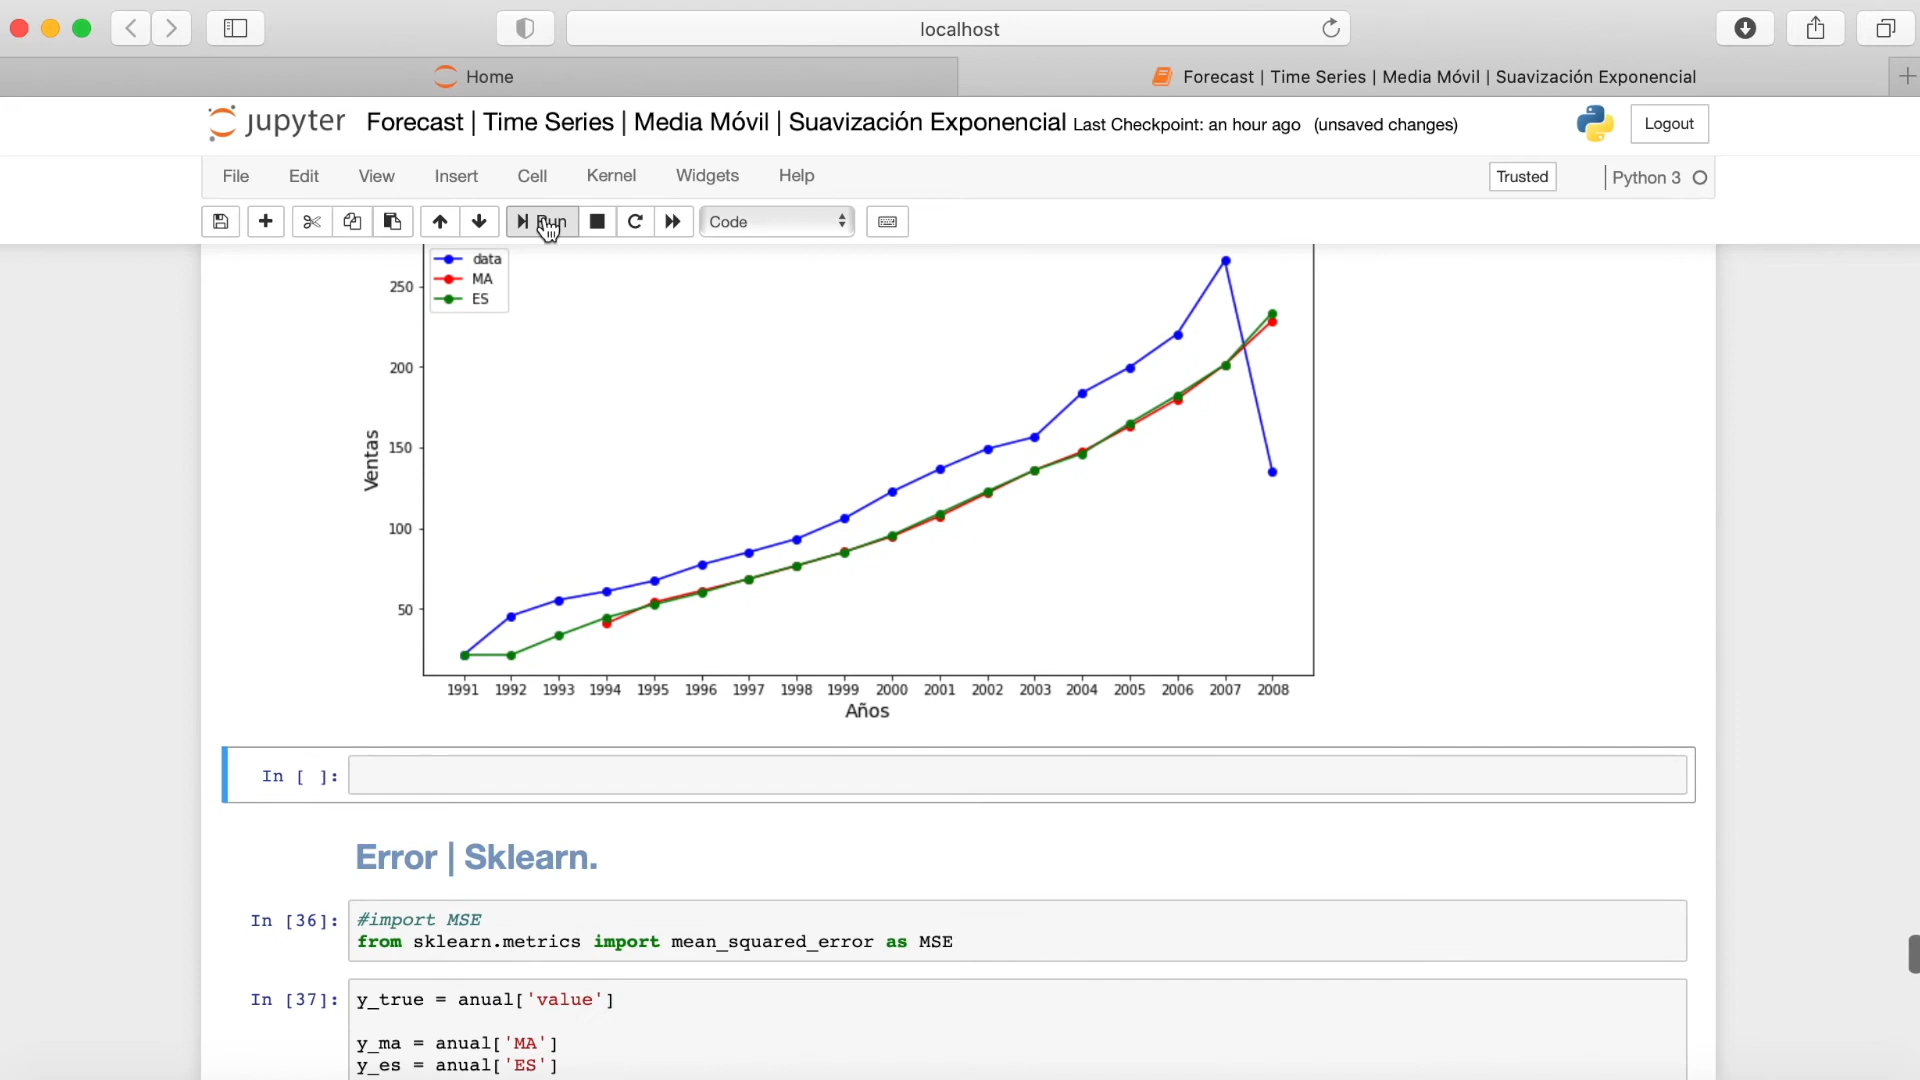 localhost
Home
Forecast | Time Series | Media Móvil | Suavización Exponencial
jupyter Forecast | Time Series | Media Móvil | Suavización Exponencial Last Checkpoint: an hour ago (unsaved changes) Logout
File Edit View Insert Cell Kernel Widgets Help Trusted Python 3
Run Code
data
MA
ES
250
200
150
100
50
Ventas
1991 1992 1993 1994 1995 1996 1997 1998 1999 2000 2001 2002 2003 2004 2005 2006 2007 2008
Años
In [ ]:
Error | Sklearn.
In [36]: #import MSE
from sklearn.metrics import mean_squared_error as MSE
In [37]: y_true = anual['value']
y_ma = anual['MA']
y_es = anual['ES']